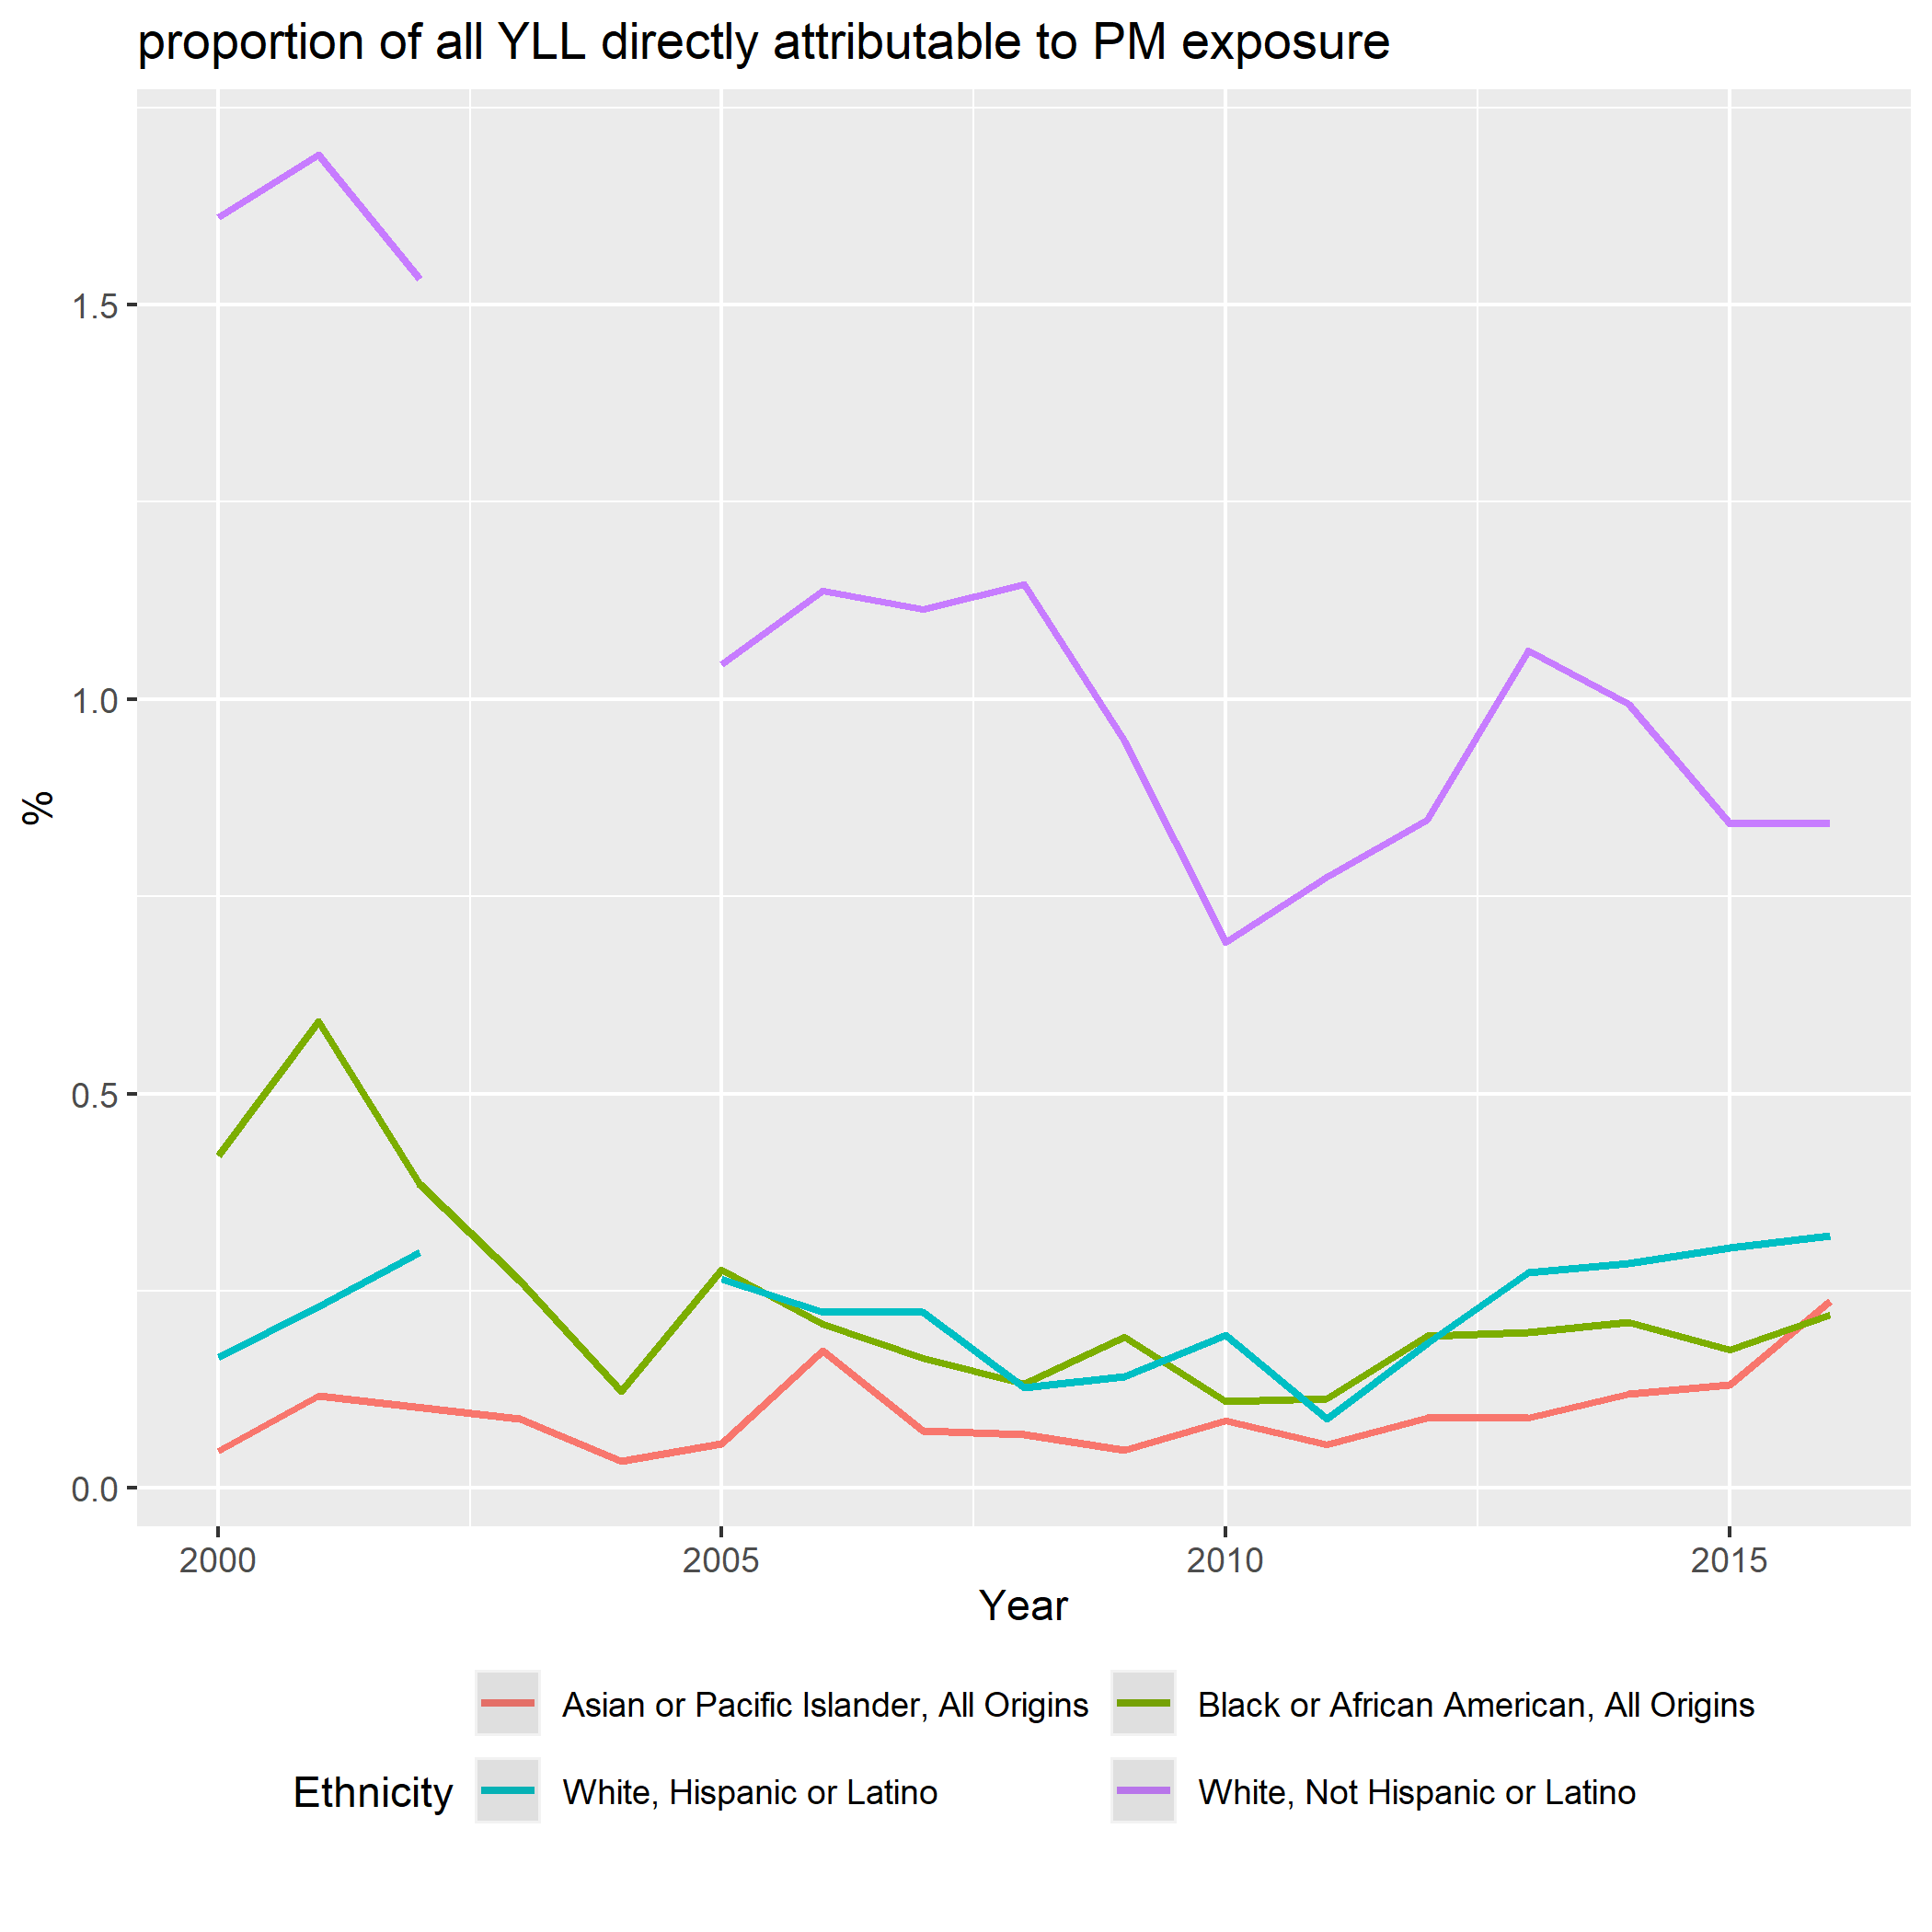 proportion of all YLL directly attributable to PM exposure
1.5
1.0
0.5
0.0
%
2000 2005 2010 2015
Year
Ethnicity
Asian or Pacific Islander, All Origins
Black or African American, All Origins
White, Hispanic or Latino
White, Not Hispanic or Latino